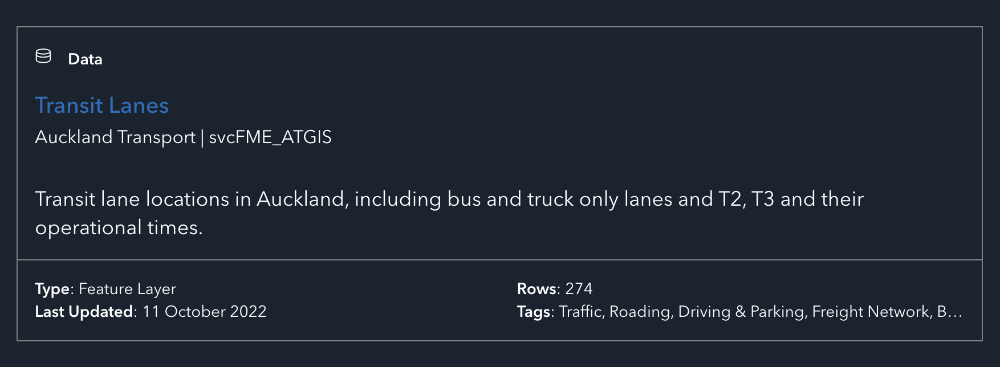 Data
Transit Lanes
Auckland Transport | svcFME_ATGIS
Transit lane locations in Auckland, including bus and truck only lanes and T2, T3 and their
operational times.
Type: Feature Layer
Rows: 274
Last Updated: 11 October 2022
Tags: Traffic, Roading, Driving & Parking, Freight Network, B...